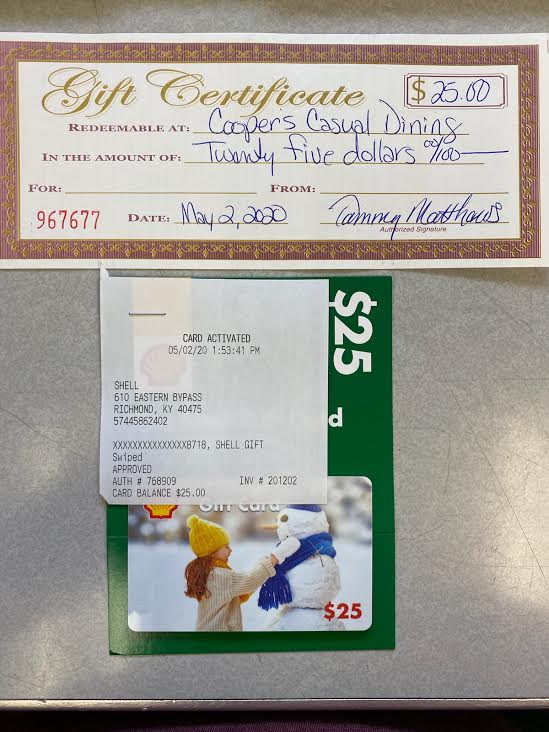 Gift Certificate $ 25.00
REDEEMABLE AT: Cooper's Casual Dining
IN THE AMOUNT OF: Twenty five dollars 00/100
FOR: FROM:
967677 DATE: May 2, 2020 Tammy Matthews
Authorized Signature
$25
d
CARD ACTIVATED
05/02/20 1:53:41 PM
SHELL
610 EASTERN BYPASS
RICHMOND, KY 40475
57445862402
XXXXXXXXXXXXXXX8718, SHELL GIFT
Swiped
APPROVED
AUTH # 768909 INV # 201202
CARD BALANCE $25.00
Gift Card
$25